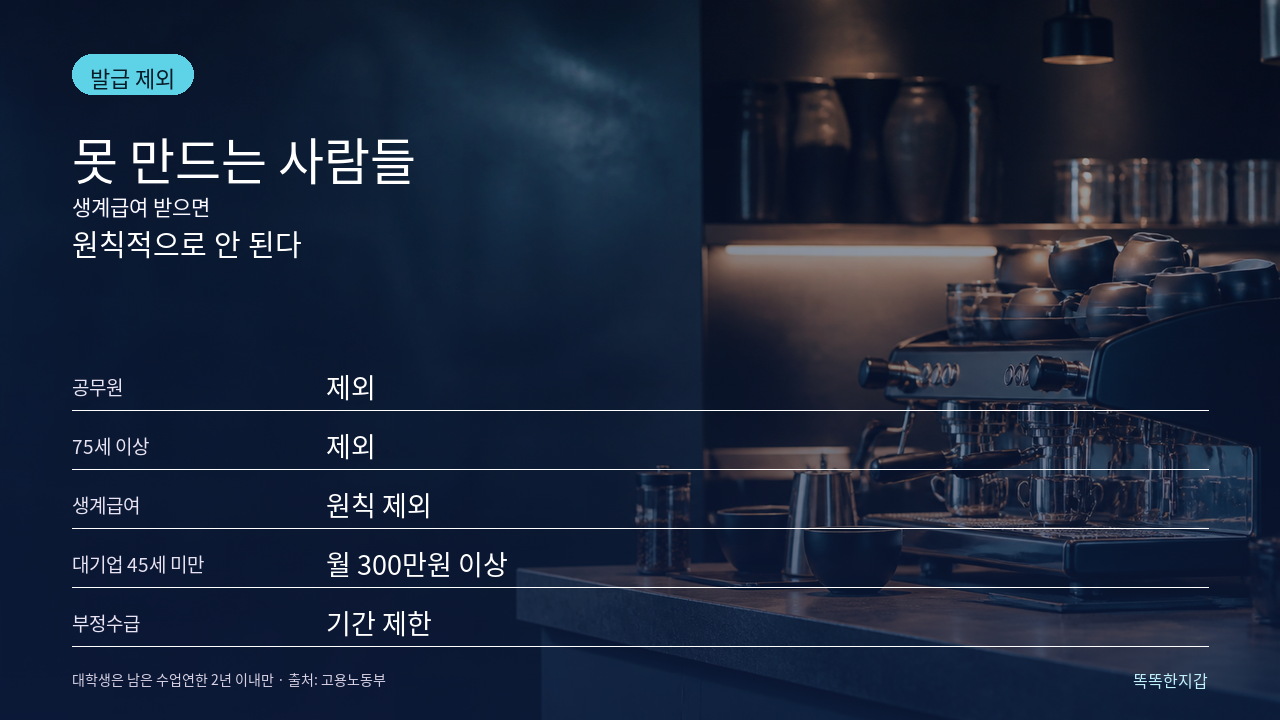 발급 제외
못 만드는 사람들
생계급여 받으면
원칙적으로 안 된다
공무원 제외
75세 이상 제외
생계급여 원칙 제외
대기업 45세 미만 월 300만원 이상
부정수급 기간 제한
대학생은 남은 수업연한 2년 이내만 · 출처: 고용노동부
똑똑한지갑